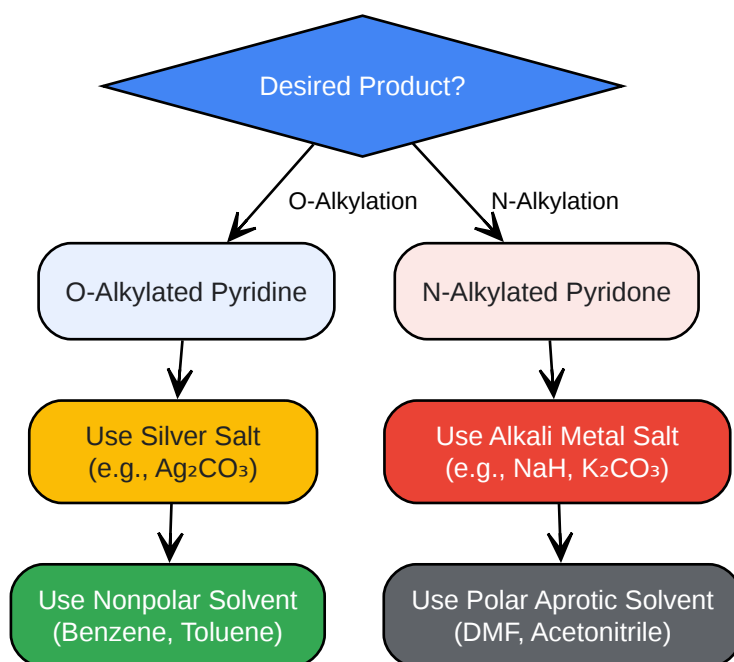 Desired Product?
O-Alkylation
N-Alkylation
O-Alkylated Pyridine
N-Alkylated Pyridone
Use Silver Salt
(e.g., Ag₂CO₃)
Use Alkali Metal Salt
(e.g., NaH, K₂CO₃)
Use Nonpolar Solvent
(Benzene, Toluene)
Use Polar Aprotic Solvent
(DMF, Acetonitrile)